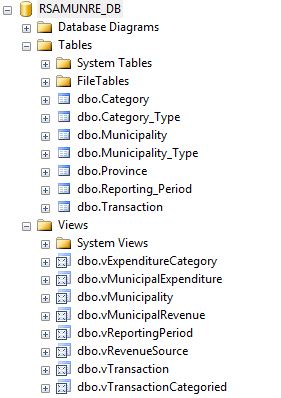 RSAMUNRE_DB
Database Diagrams
Tables
System Tables
FileTables
dbo.Category
dbo.Category_Type
dbo.Municipality
dbo.Municipality_Type
dbo.Province
dbo.Reporting_Period
dbo.Transaction
Views
System Views
dbo.vExpenditureCategory
dbo.vMunicipalExpenditure
dbo.vMunicipality
dbo.vMunicipalRevenue
dbo.vReportingPeriod
dbo.vRevenueSource
dbo.vTransaction
dbo.vTransactionCategoried